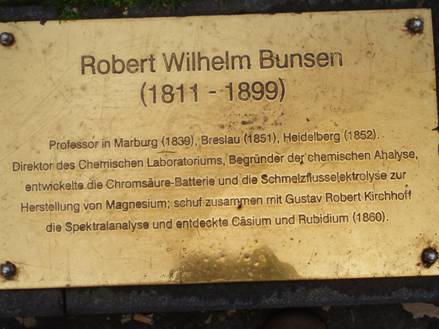 Robert Wilhelm Bunsen
(1811 - 1899)
Professor in Marburg (1839), Breslau (1851), Heidelberg (1852).
Direktor des Chemischen Laboratoriums, Begründer der chemischen Ahalyse,
entwickelte die Chromsäure-Batterie und die Schmelzflusselektrolyse zur
Herstellung von Magnesium; schuf zusammen mit Gustav Robert Kirchhoff
die Spektralanalyse und entdeckte Cäsium und Rubidium (1860).